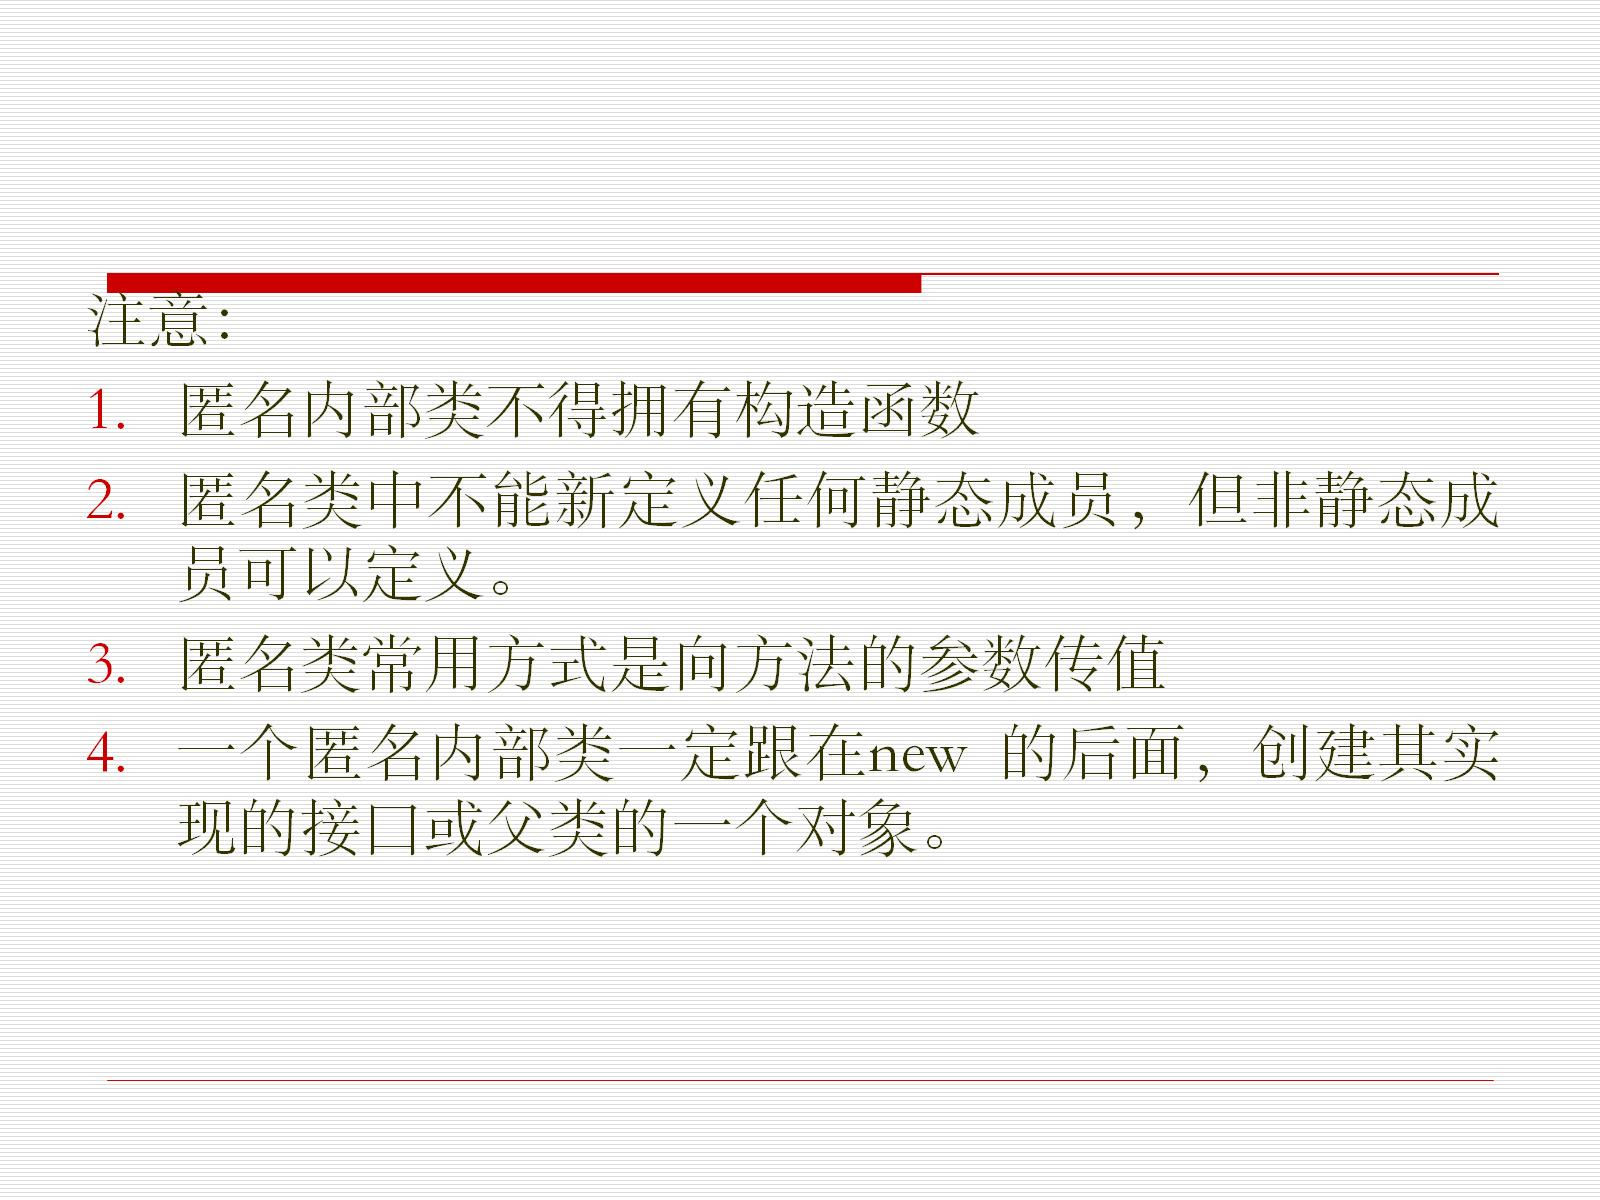 注意：
1. 匿名内部类不得拥有构造函数
2. 匿名类中不能新定义任何静态成员，但非静态成
员可以定义。
3. 匿名类常用方式是向方法的参数传值
4. 一个匿名内部类一定跟在new 的后面，创建其实
现的接口或父类的一个对象。